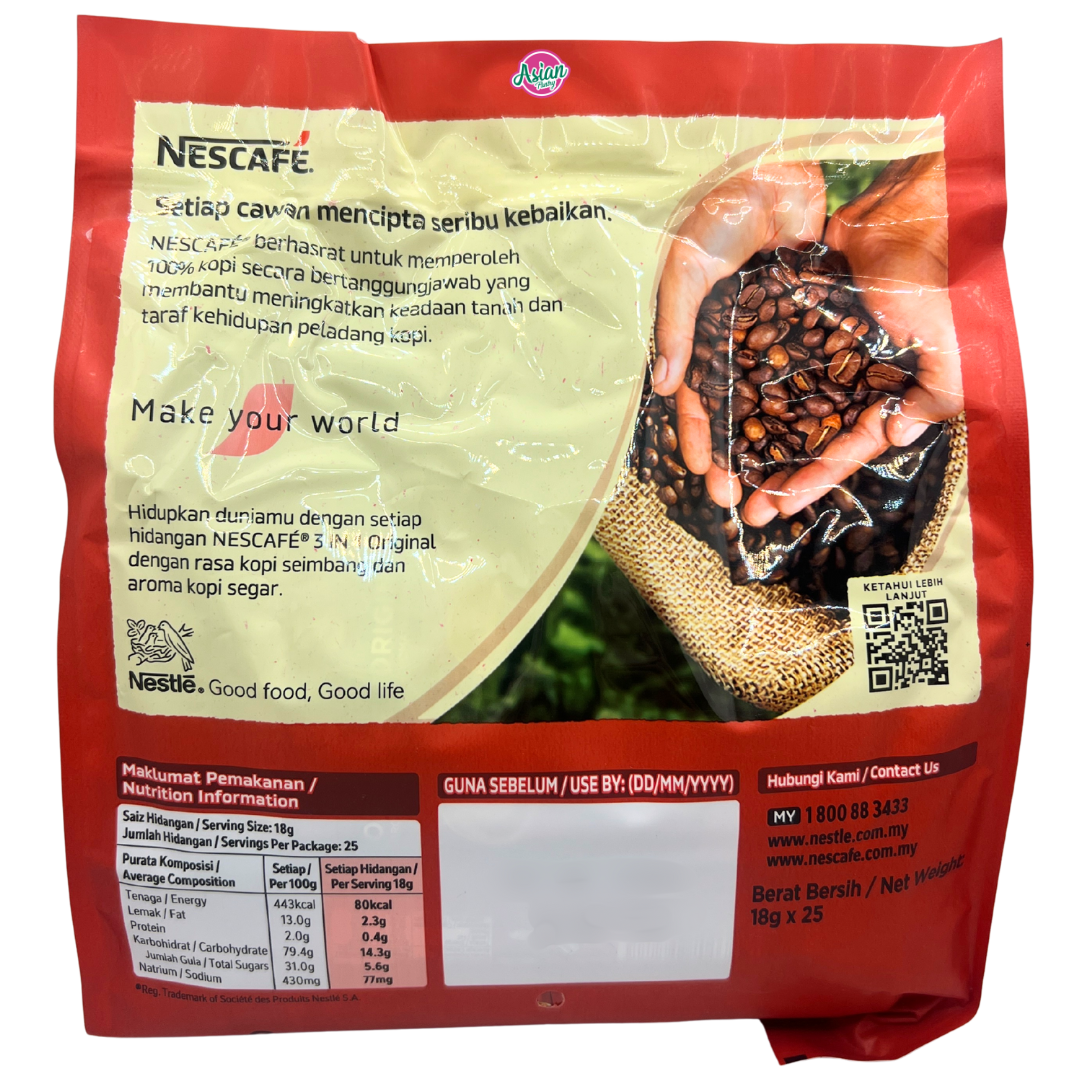 Asian
Pantry
NESCAFÉ.
Setiap cawan mencipta seribu kebaikan.
NESCAFÉ® berhasrat untuk memperoleh
100% kopi secara bertanggungjawab yang
membantu meningkatkan keadaan tanah dan
taraf kehidupan peladang kopi.
Make your world
Hidupkan duniamu dengan setiap
hidangan NESCAFÉ® 3 IN 1 Original
dengan rasa kopi seimbang dan
aroma kopi segar.
Nestlé® Good food, Good life
KETAHUI LEBIH
LANJUT
Maklumat Pemakanan /
Nutrition Information
Saiz Hidangan / Serving Size: 18g
Jumlah Hidangan / Servings Per Package: 25
Purata Komposisi / Average Composition Setiap / Per 100g Setiap Hidangan / Per Serving 18g
Tenaga / Energy 443kcal 80kcal
Lemak / Fat 13.0g 2.3g
Protein 2.0g 0.4g
Karbohidrat / Carbohydrate 79.4g 14.3g
Jumlah Gula / Total Sugars 31.0g 5.6g
Natrium / Sodium 430mg 77mg
®Reg. Trademark of Société des Produits Nestlé S.A.
GUNA SEBELUM / USE BY: (DD/MM/YYYY)
Hubungi Kami / Contact Us
MY 1 800 88 3433
www.nestle.com.my
www.nescafe.com.my
Berat Bersih / Net Weight:
18g x 25